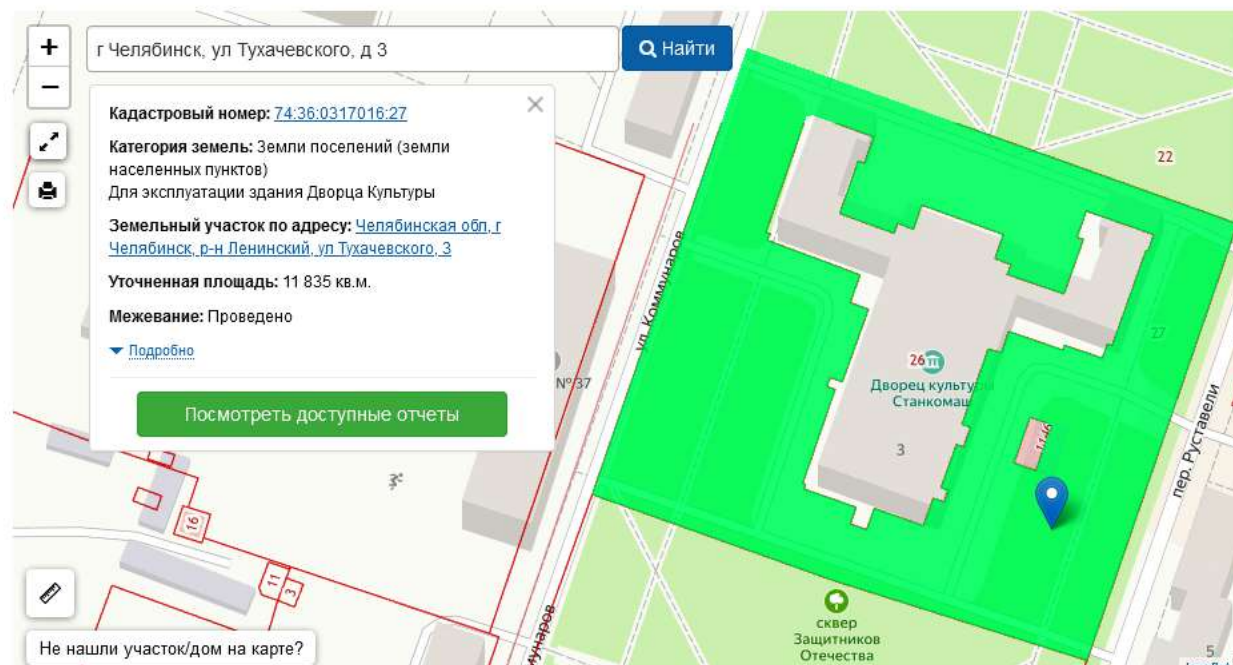 +
г Челябинск, ул Тухачевского, д 3
Найти
−
Кадастровый номер: 74:36:0317016:27
Категория земель: Земли поселений (земли
населенных пунктов)
Для эксплуатации здания Дворца Культуры
Земельный участок по адресу: Челябинская обл, г
Челябинск, р-н Ленинский, ул Тухачевского, 3
Уточненная площадь: 11 835 кв.м.
Межевание: Проведено
Подробно
Посмотреть доступные отчеты
22
ул. Коммунаров
27
26
Дворец культуры
Станкомаш
№ 37
1146
3
пер. Руставели
16
11
3
сквер
Защитников
Отечества
5
Не нашли участок/дом на карте?